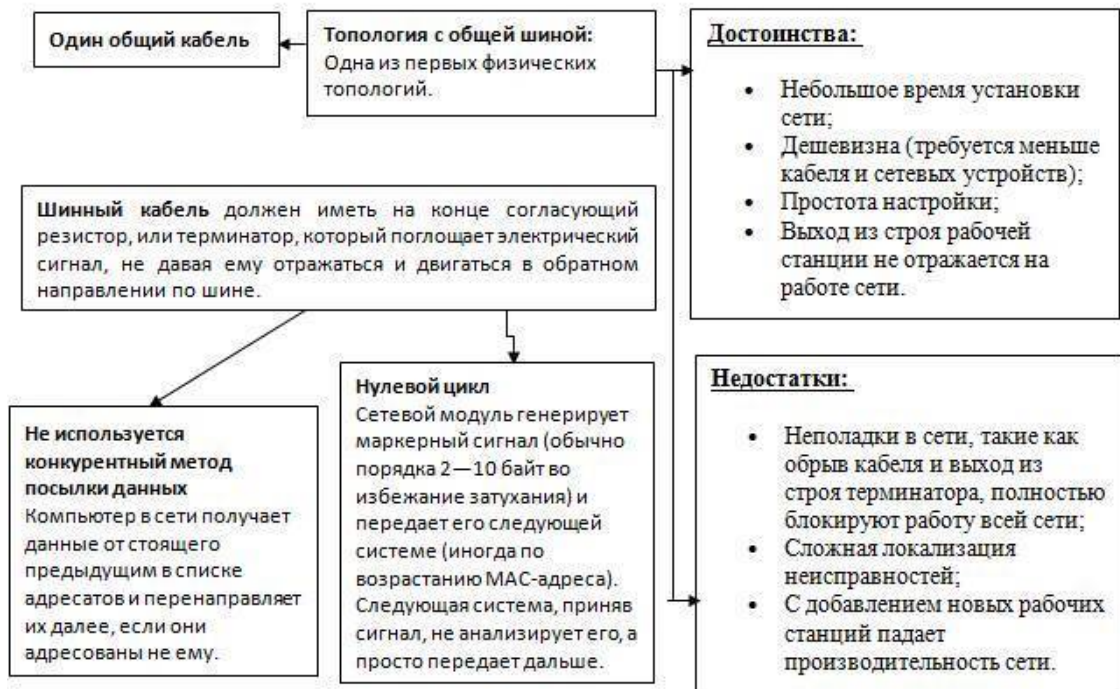 Один общий кабель
Топология с общей шиной:
Одна из первых физических
топологий.
Достоинства:
• Небольшое время установки
сети;
• Дешевизна (требуется меньше
кабеля и сетевых устройств);
• Простота настройки;
• Выход из строя рабочей
станции не отражается на
работе сети.
Шинный кабель должен иметь на конце согласующий
резистор, или терминатор, который поглощает электрический
сигнал, не давая ему отражаться и двигаться в обратном
направлении по шине.
Не используется
конкурентный метод
посылки данных
Компьютер в сети получает
данные от стоящего
предыдущим в списке
адресатов и перенаправляет
их далее, если они
адресованы не ему.
Нулевой цикл
Сетевой модуль генерирует
маркерный сигнал (обычно
порядка 2—10 байт во
избежание затухания) и
передает его следующей
системе (иногда по
возрастанию MAC-адреса).
Следующая система, приняв
сигнал, не анализирует его, а
просто передает дальше.
Недостатки:
• Неполадки в сети, такие как
обрыв кабеля и выход из
строя терминатора, полностью
блокируют работу всей сети;
• Сложная локализация
неисправностей;
• С добавлением новых рабочих
станций падает
производительность сети.